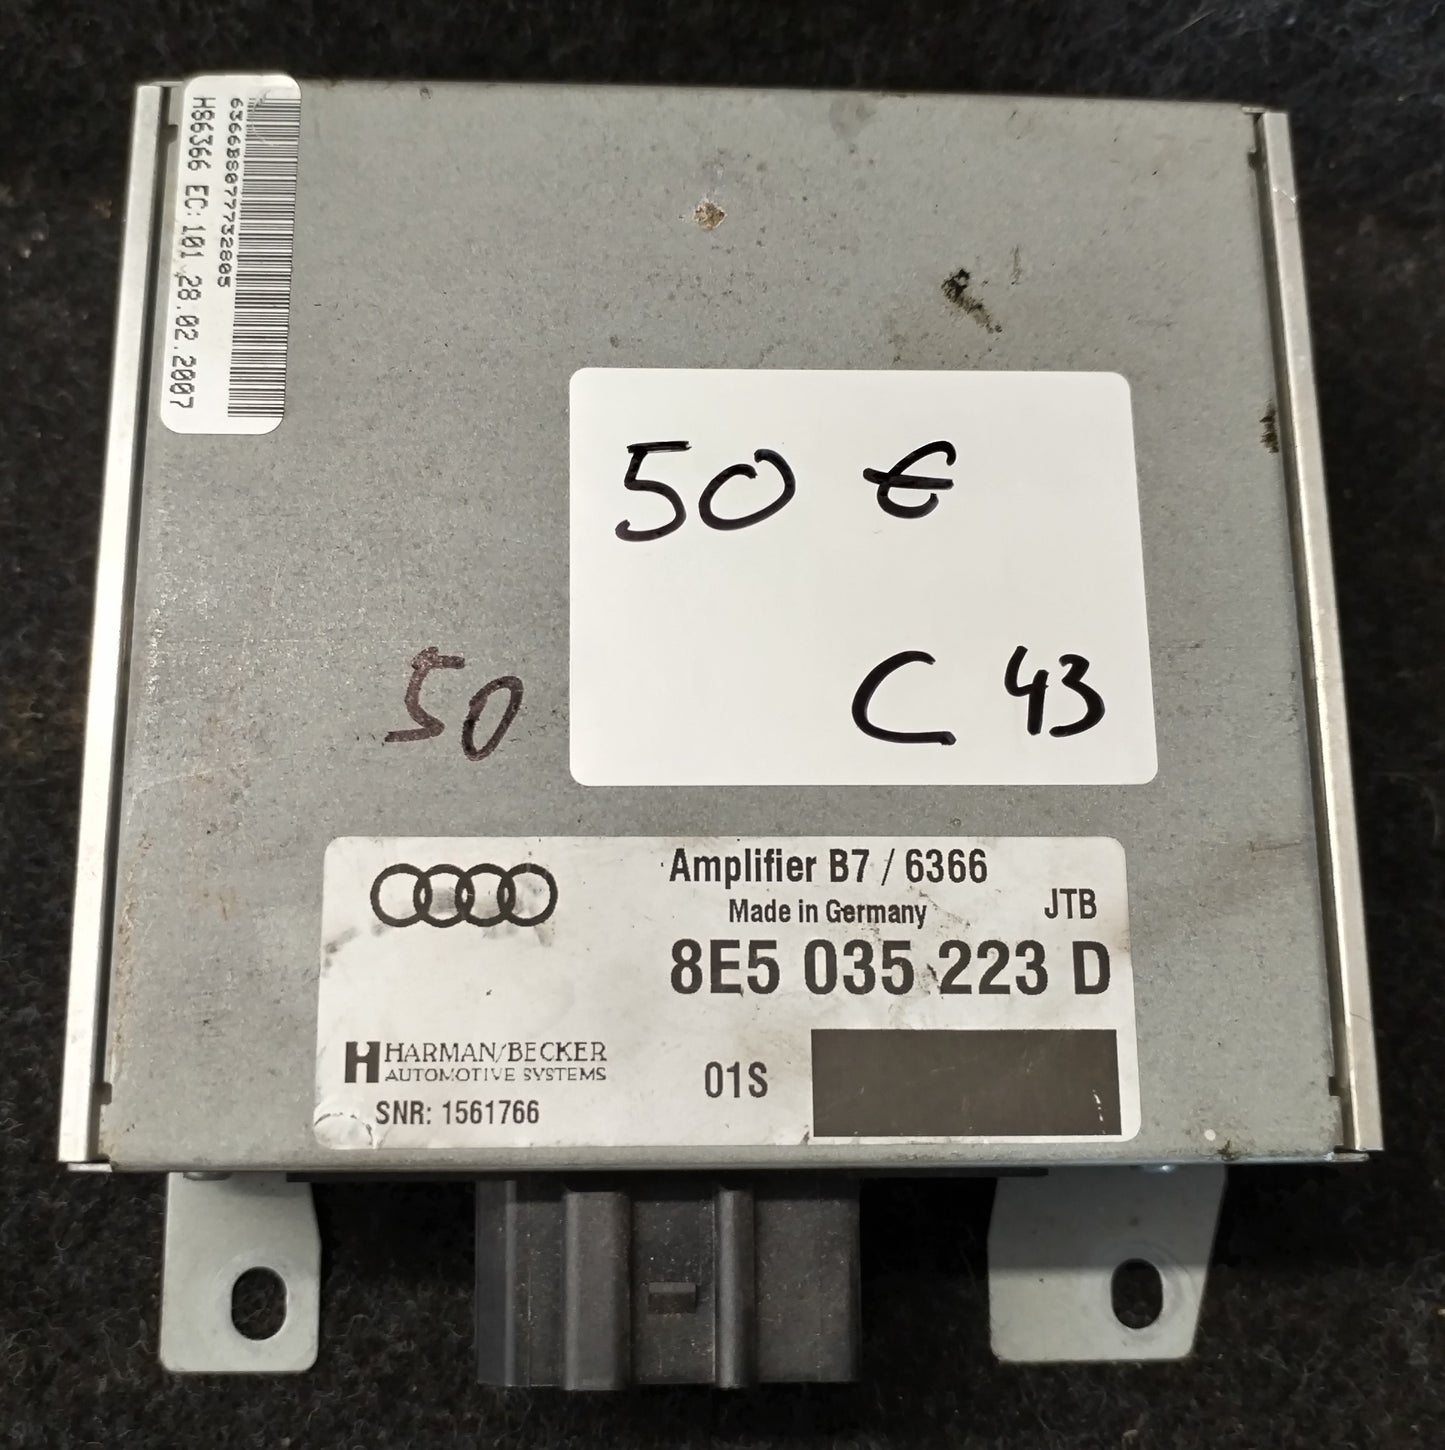 6366BS077732805
H86366 EC: 101 28.02.2007
50 €
C 43
50
Amplifier B7 / 6366
Made in Germany
JTB
8E5 035 223 D
HARMAN/BECKER
AUTOMOTIVE SYSTEMS
01S
SNR: 1561766